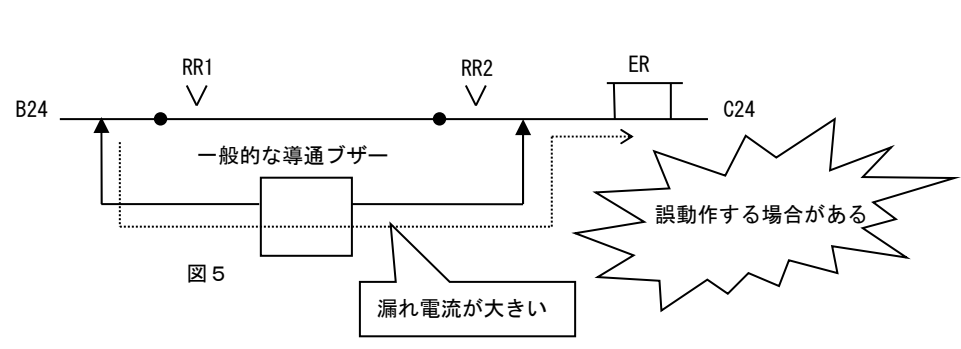 RR1
RR2
ER
B24
C24
一般的な導通ブザー
誤動作する場合がある
図５
漏れ電流が大きい